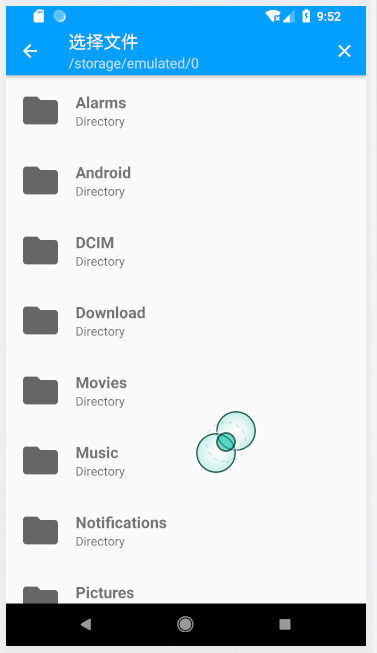 9:52
选择文件
/storage/emulated/0
Alarms
Directory
Android
Directory
DCIM
Directory
Download
Directory
Movies
Directory
Music
Directory
Notifications
Directory
Pictures